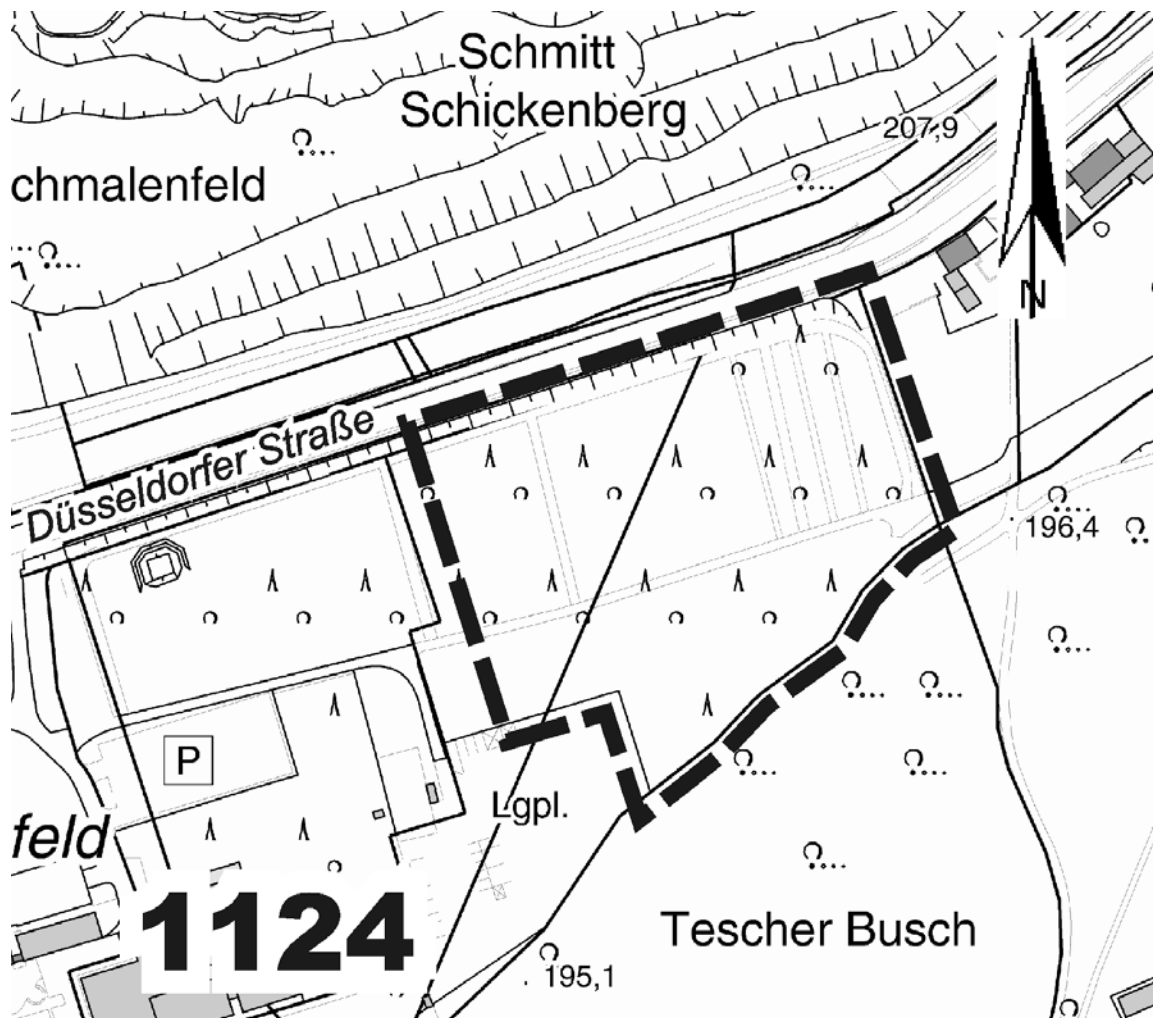 Schmitt
Schickenberg
207,9
chmalenfeld
N
Düsseldorfer Straße
196,4
P
Lgpl.
feld
1124
Tescher Busch
195,1